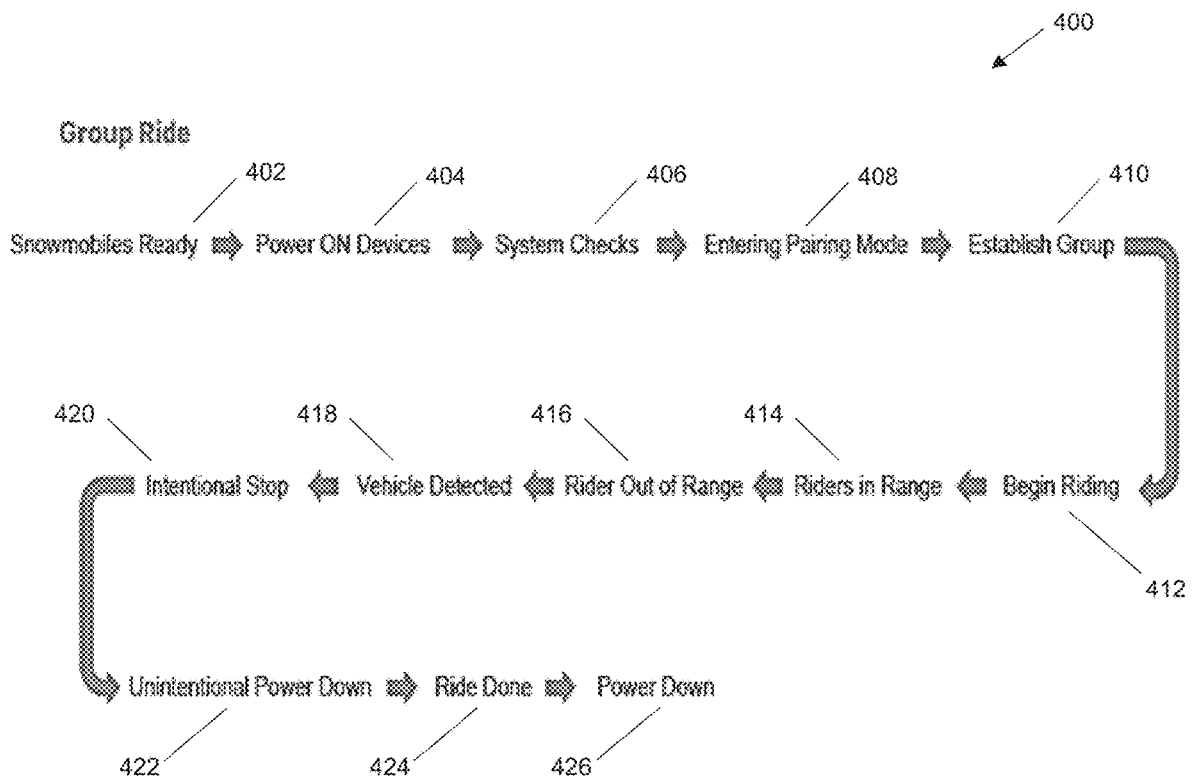 400
Group Ride
402 404 406 408 410
Snowmobiles Ready Power ON Devices System Checks Entering Pairing Mode Establish Group
420 418 416 414
Intentional Stop Vehicle Detected Rider Out of Range Riders in Range Begin Riding
412
Unintentional Power Down Ride Done Power Down
422 424 426